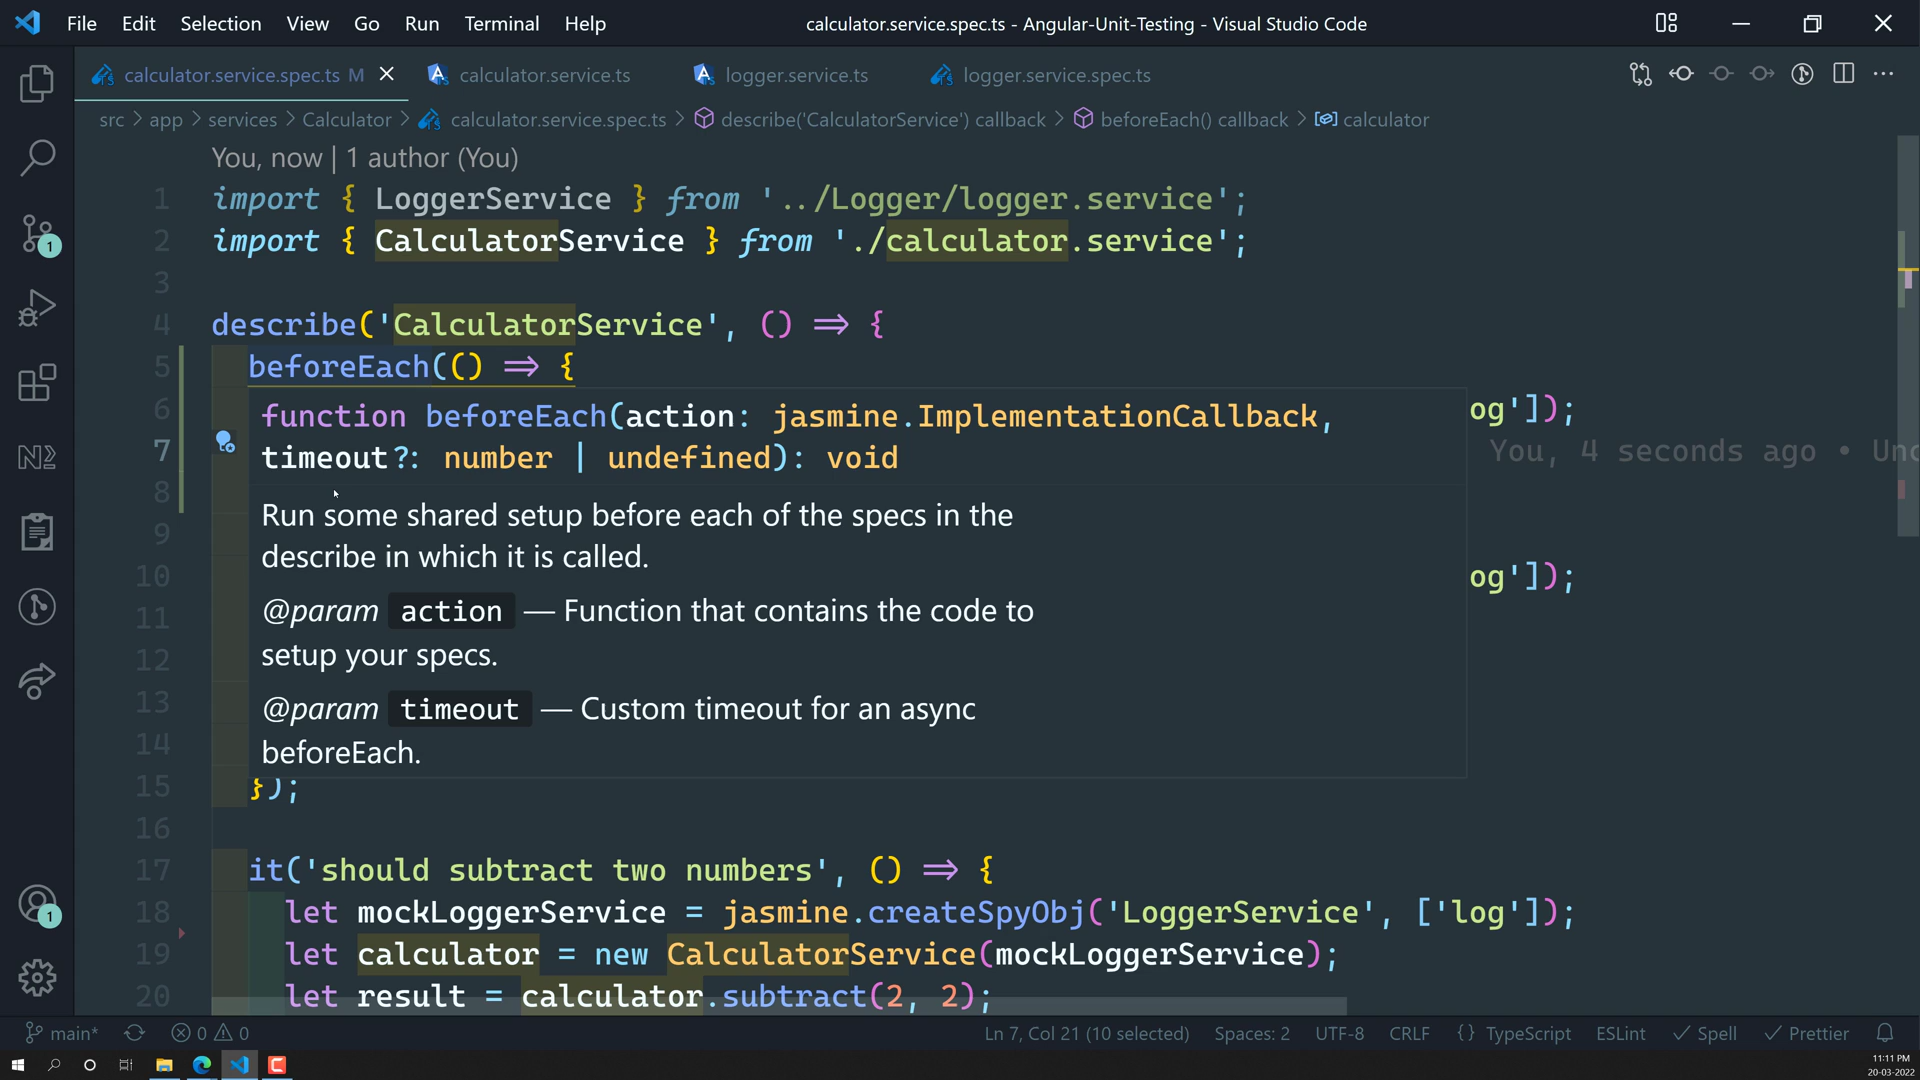 File Edit Selection View Go Run Terminal Help calculator.service.spec.ts - Angular-Unit-Testing - Visual Studio Code
calculator.service.spec.ts M calculator.service.ts logger.service.ts logger.service.spec.ts
src > app > services > Calculator > calculator.service.spec.ts > describe('CalculatorService') callback > beforeEach() callback > calculator
You, now | 1 author (You)
1 import { LoggerService } from '../Logger/logger.service';
2 import { CalculatorService } from './calculator.service';
3
4 describe('CalculatorService', () => {
5 beforeEach(() => {
6 og']);
function beforeEach(action: jasmine.ImplementationCallback,
7 You, 4 seconds ago • Unc
timeout?: number | undefined): void
8
Run some shared setup before each of the specs in the
9
describe in which it is called.
10 og']);
11 @param action — Function that contains the code to
12 setup your specs.
13 @param timeout — Custom timeout for an async
14 beforeEach.
15 });
16
17 it('should subtract two numbers', () => {
18 let mockLoggerService = jasmine.createSpyObj('LoggerService', ['log']);
19 let calculator = new CalculatorService(mockLoggerService);
20 let result = calculator.subtract(2, 2);
1
1
main* 0 0 Ln 7, Col 21 (10 selected) Spaces: 2 UTF-8 CRLF {} TypeScript ESLint Spell Prettier
11:11 PM
20-03-2022